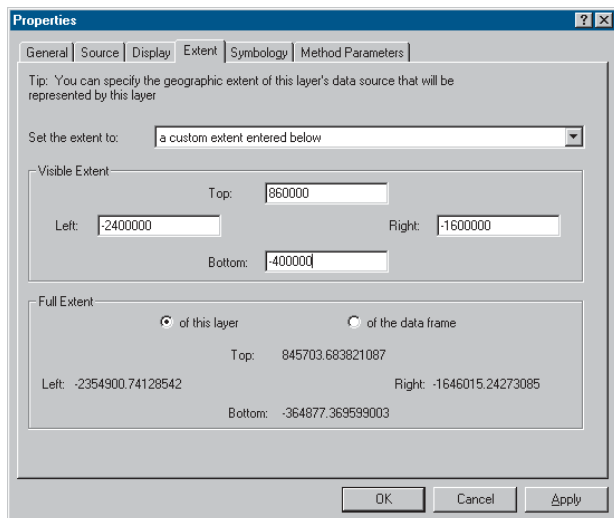 Properties
General Source Display Extent Symbology Method Parameters
Tip: You can specify the geographic extent of this layer's data source that will be
represented by this layer
Set the extent to: a custom extent entered below
Visible Extent
Top: 860000
Left: -2400000 Right: -1600000
Bottom: -400000
Full Extent
of this layer of the data frame
Top: 845703.683821087
Left: -2354900.74128542 Right: -1646015.24273085
Bottom: -364877.369599003
OK Cancel Apply